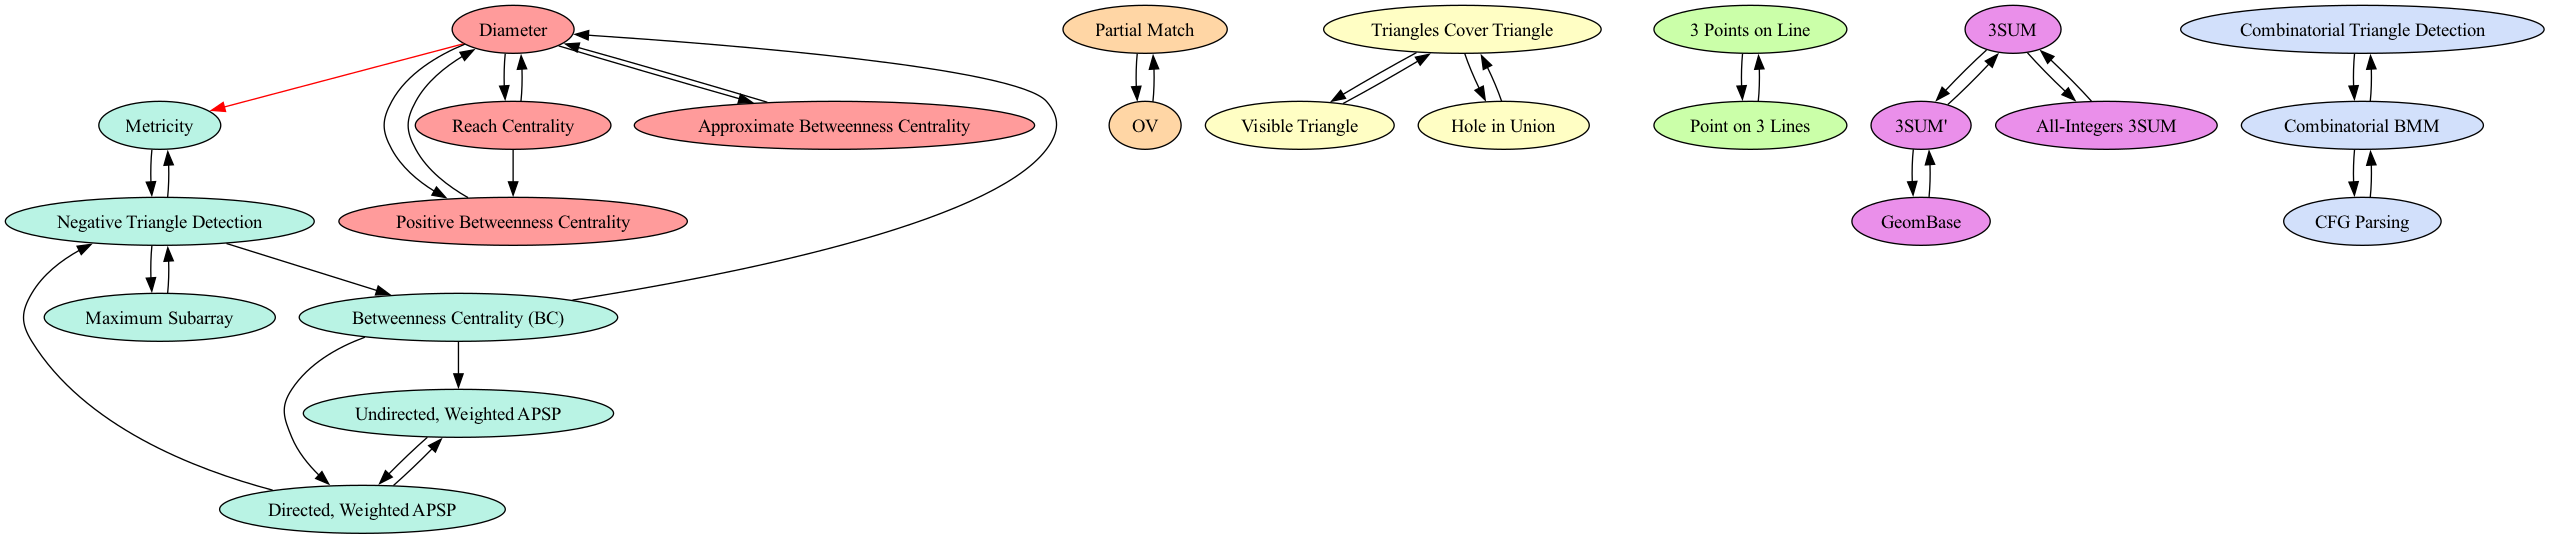 Diameter
Partial Match
Triangles Cover Triangle
3 Points on Line
3SUM
Combinatorial Triangle Detection
Metricity
Reach Centrality
Approximate Betweenness Centrality
OV
Visible Triangle
Hole in Union
Point on 3 Lines
3SUM'
All-Integers 3SUM
Combinatorial BMM
Negative Triangle Detection
Positive Betweenness Centrality
GeomBase
CFG Parsing
Maximum Subarray
Betweenness Centrality (BC)
Undirected, Weighted APSP
Directed, Weighted APSP